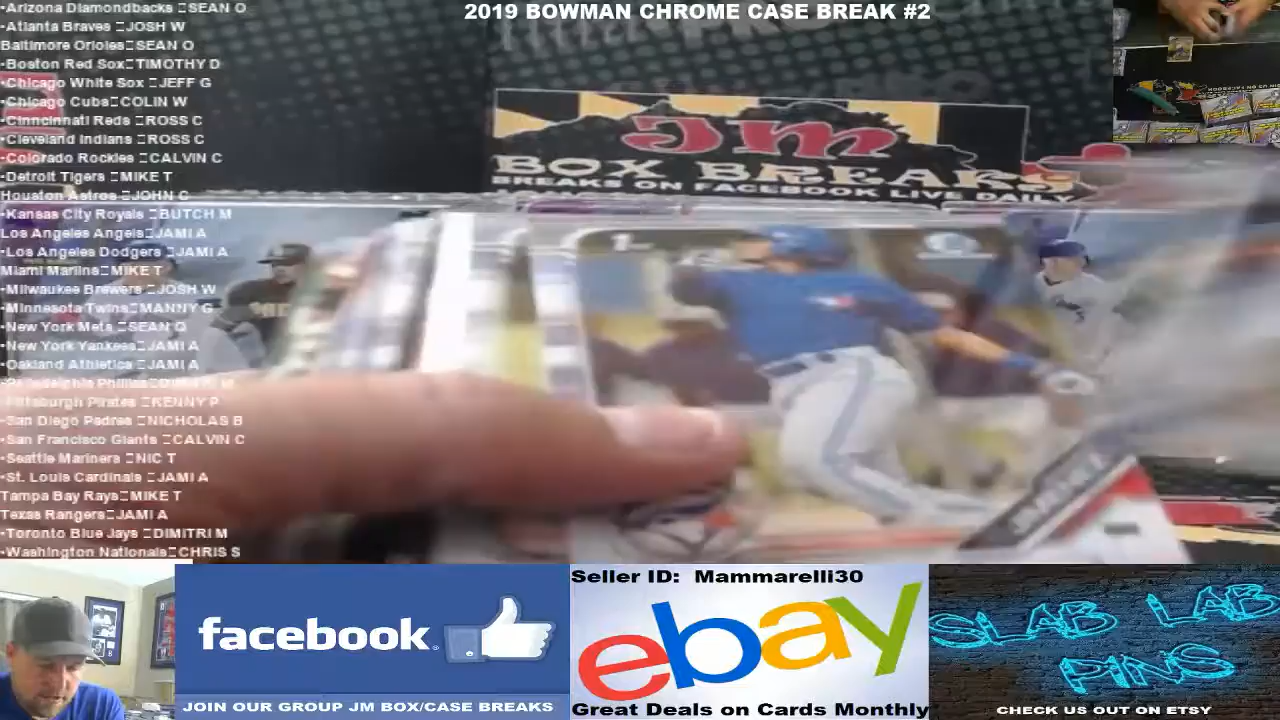 2019 BOWMAN CHROME CASE BREAK #2
•Arizona Diamondbacks SEAN O
•Atlanta Braves JOSH W
Baltimore Orioles SEAN O
•Boston Red Sox TIMOTHY D
•Chicago White Sox JEFF G
•Chicago Cubs COLIN W
•Cinncinnati Reds ROSS C
•Cleveland Indians ROSS C
•Colorado Rockies CALVIN C
•Detroit Tigers MIKE T
Houston Astros JOHN C
•Kansas City Royals BUTCH M
Los Angeles Angels JAMI A
•Los Angeles Dodgers JAMI A
Miami Marlins MIKE T
•Milwaukee Brewers JOSH W
•Minnesota Twins MANNY G
•New York Mets SEAN O
•New York Yankees JAMI A
•Oakland Athletics JAMI A
•Philadelphia Phillies DIMITRI M
•Pittsburgh Pirates KENNY P
•San Diego Padres NICHOLAS B
•San Francisco Giants CALVIN C
•Seattle Mariners NIC T
•St. Louis Cardinals JAMI A
Tampa Bay Rays MIKE T
Texas Rangers JAMI A
•Toronto Blue Jays DIMITRI M
•Washington Nationals CHRIS S
JM
BOX BREAKS
BREAKS ON FACEBOOK LIVE DAILY
1st
facebook.
JOIN OUR GROUP JM BOX/CASE BREAKS
Seller ID: Mammarelli30
ebay
Great Deals on Cards Monthly
SLAB LAB
PINS
CHECK US OUT ON ETSY